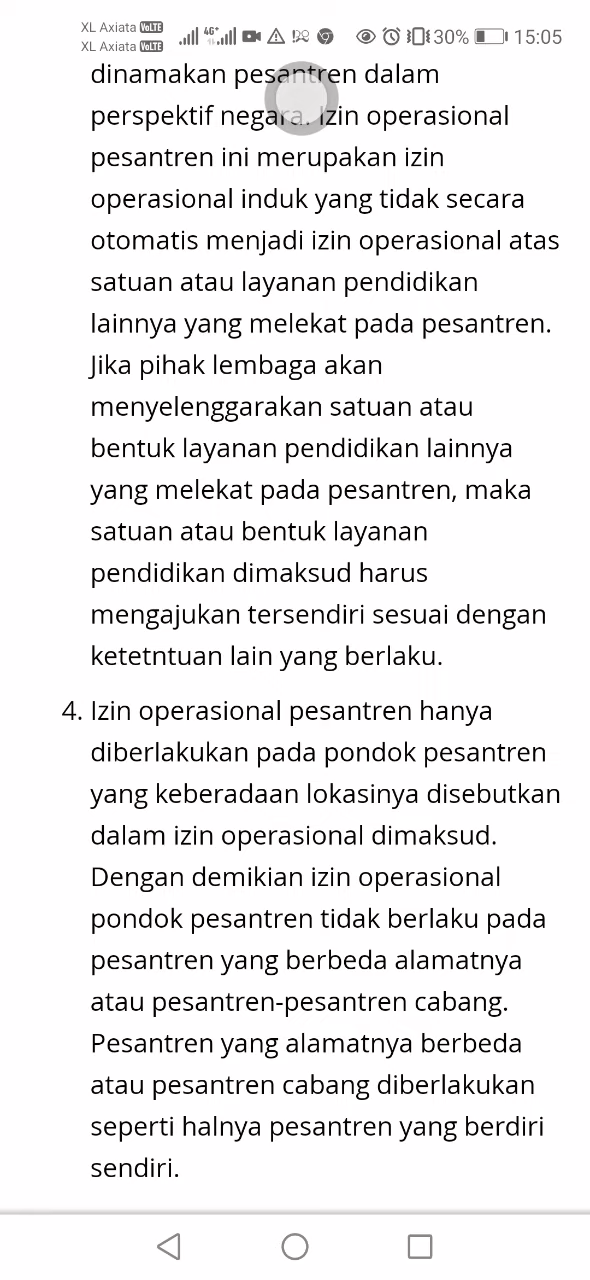 XL Axiata VoLTE
XL Axiata VoLTE
4G+
30%
15:05
dinamakan pesantren dalam
perspektif negara. Izin operasional
pesantren ini merupakan izin
operasional induk yang tidak secara
otomatis menjadi izin operasional atas
satuan atau layanan pendidikan
lainnya yang melekat pada pesantren.
Jika pihak lembaga akan
menyelenggarakan satuan atau
bentuk layanan pendidikan lainnya
yang melekat pada pesantren, maka
satuan atau bentuk layanan
pendidikan dimaksud harus
mengajukan tersendiri sesuai dengan
ketetntuan lain yang berlaku.
4. Izin operasional pesantren hanya
diberlakukan pada pondok pesantren
yang keberadaan lokasinya disebutkan
dalam izin operasional dimaksud.
Dengan demikian izin operasional
pondok pesantren tidak berlaku pada
pesantren yang berbeda alamatnya
atau pesantren-pesantren cabang.
Pesantren yang alamatnya berbeda
atau pesantren cabang diberlakukan
seperti halnya pesantren yang berdiri
sendiri.